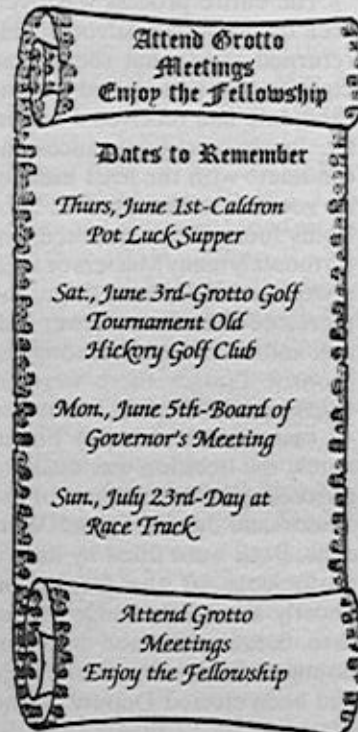 Attend Grotto
Meetings
Enjoy the Fellowship
Dates to Remember
Thurs, June 1st-Caldron
Pot Luck Supper
Sat., June 3rd-Grotto Golf
Tournament Old
Hickory Golf Club
Mon., June 5th-Board of
Governor's Meeting
Sun., July 23rd-Day at
Race Track
Attend Grotto
Meetings
Enjoy the Fellowship